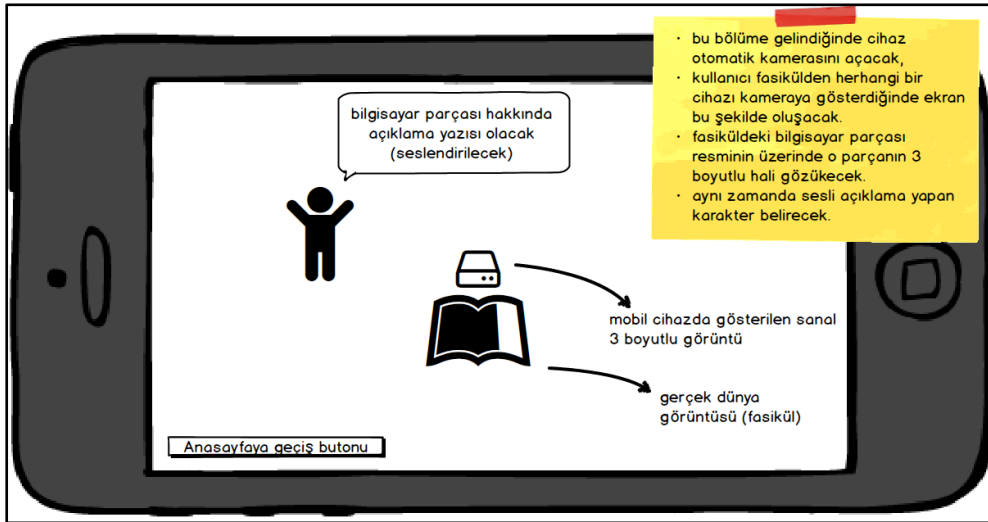 bilgisayar parçası hakkında
açıklama yazısı olacak
(seslendirilecek)
· bu bölüme gelindiğinde cihaz
otomatik kamerasını açacak,
· kullanıcı fasikülden herhangi bir
cihazı kameraya gösterdiğinde ekran
bu şekilde oluşacak.
· fasiküldeki bilgisayar parçası
resminin üzerinde o parçanın 3
boyutlu hali gözükecek.
· aynı zamanda sesli açıklama yapan
karakter belirecek.
mobil cihazda gösterilen sanal
3 boyutlu görüntü
gerçek dünya
görüntüsü (fasikül)
Anasayfaya geçiş butonu